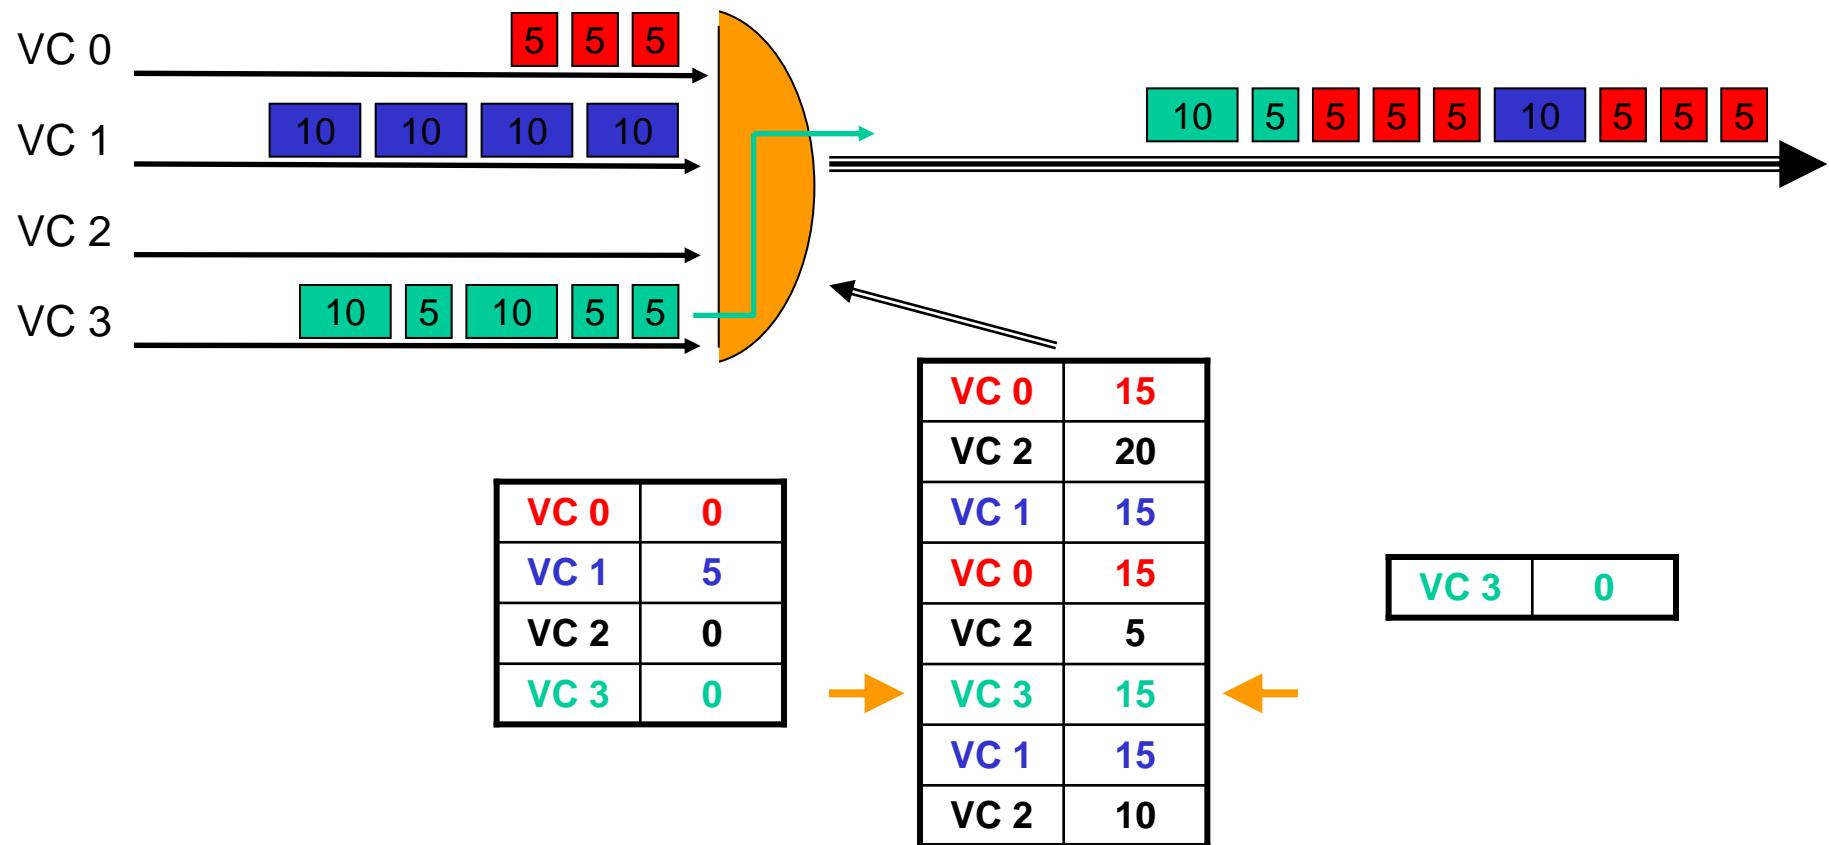 VC 0
5 5 5
VC 1
10 10 10 10
10 5 5 5 5 10 5 5 5
VC 2
VC 3
10 5 10 5 5
VC 0 0
VC 1 5
VC 2 0
VC 3 0
VC 0 15
VC 2 20
VC 1 15
VC 0 15
VC 2 5
VC 3 15
VC 1 15
VC 2 10
VC 3 0